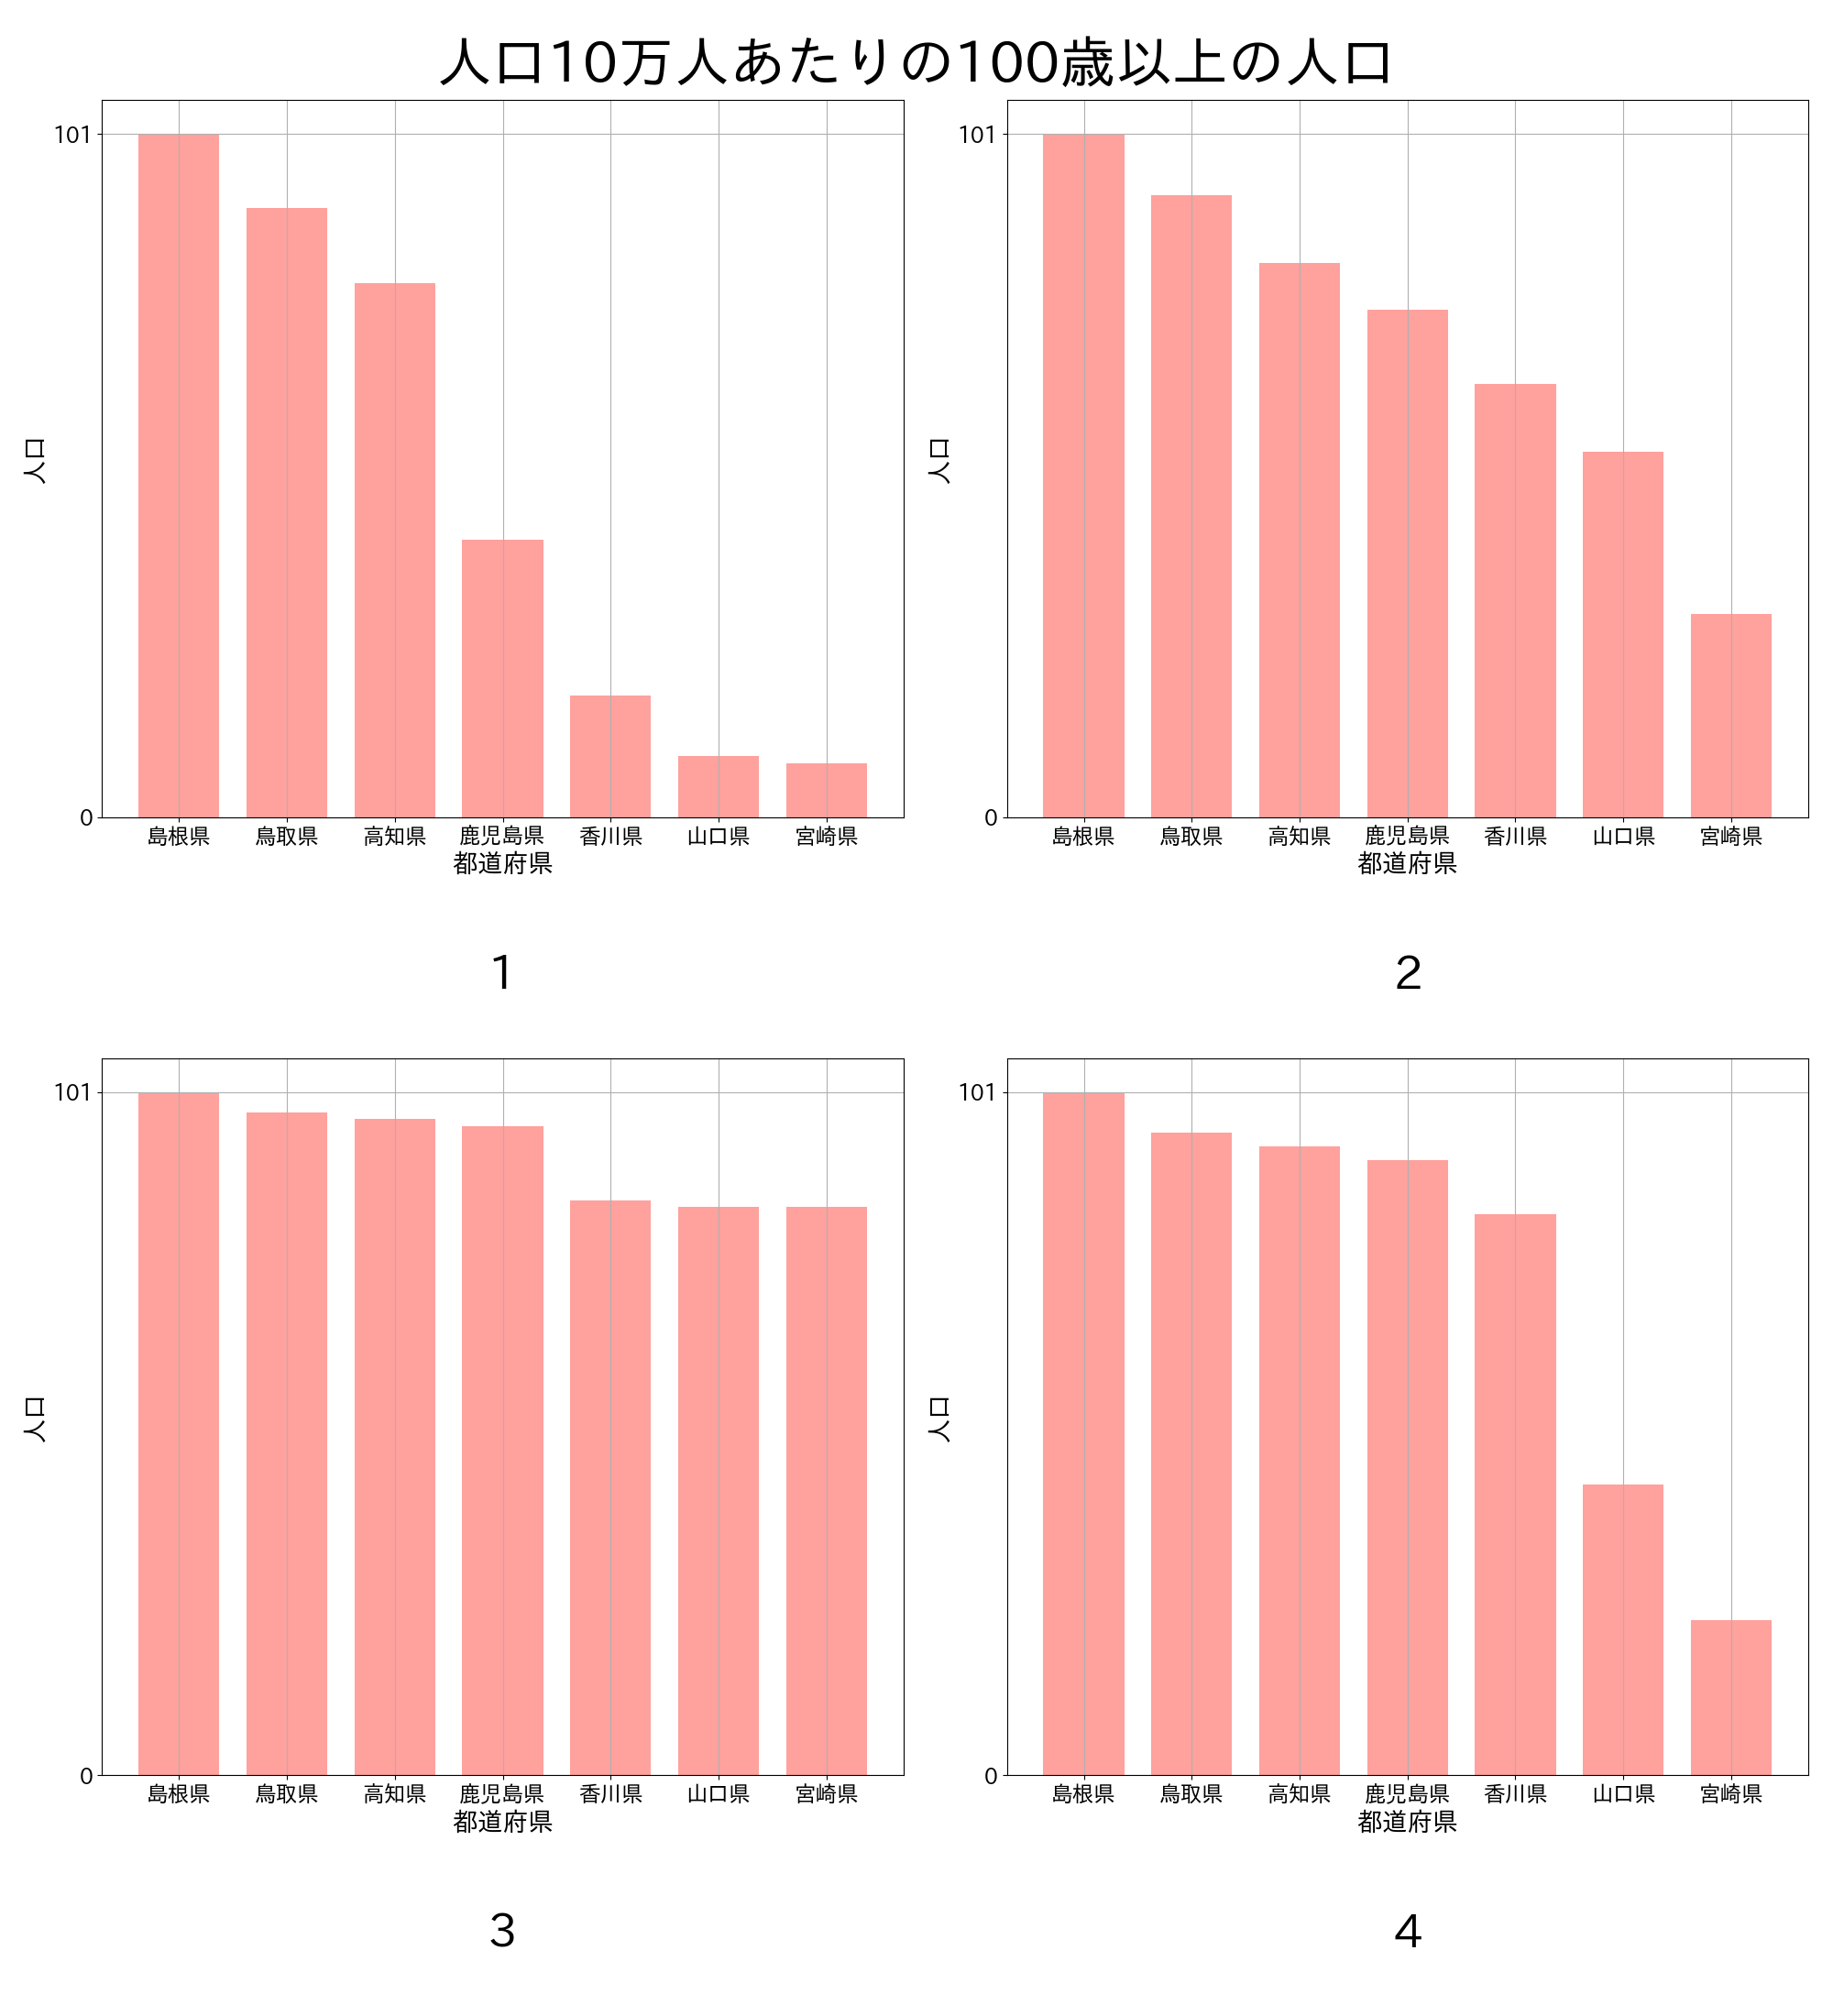 人口10万人あたりの100歳以上の人口
101
人口
0
島根県 鳥取県 高知県 鹿児島県 香川県 山口県 宮崎県
都道府県
1
101
人口
0
島根県 鳥取県 高知県 鹿児島県 香川県 山口県 宮崎県
都道府県
2
101
人口
0
島根県 鳥取県 高知県 鹿児島県 香川県 山口県 宮崎県
都道府県
3
101
人口
0
島根県 鳥取県 高知県 鹿児島県 香川県 山口県 宮崎県
都道府県
4